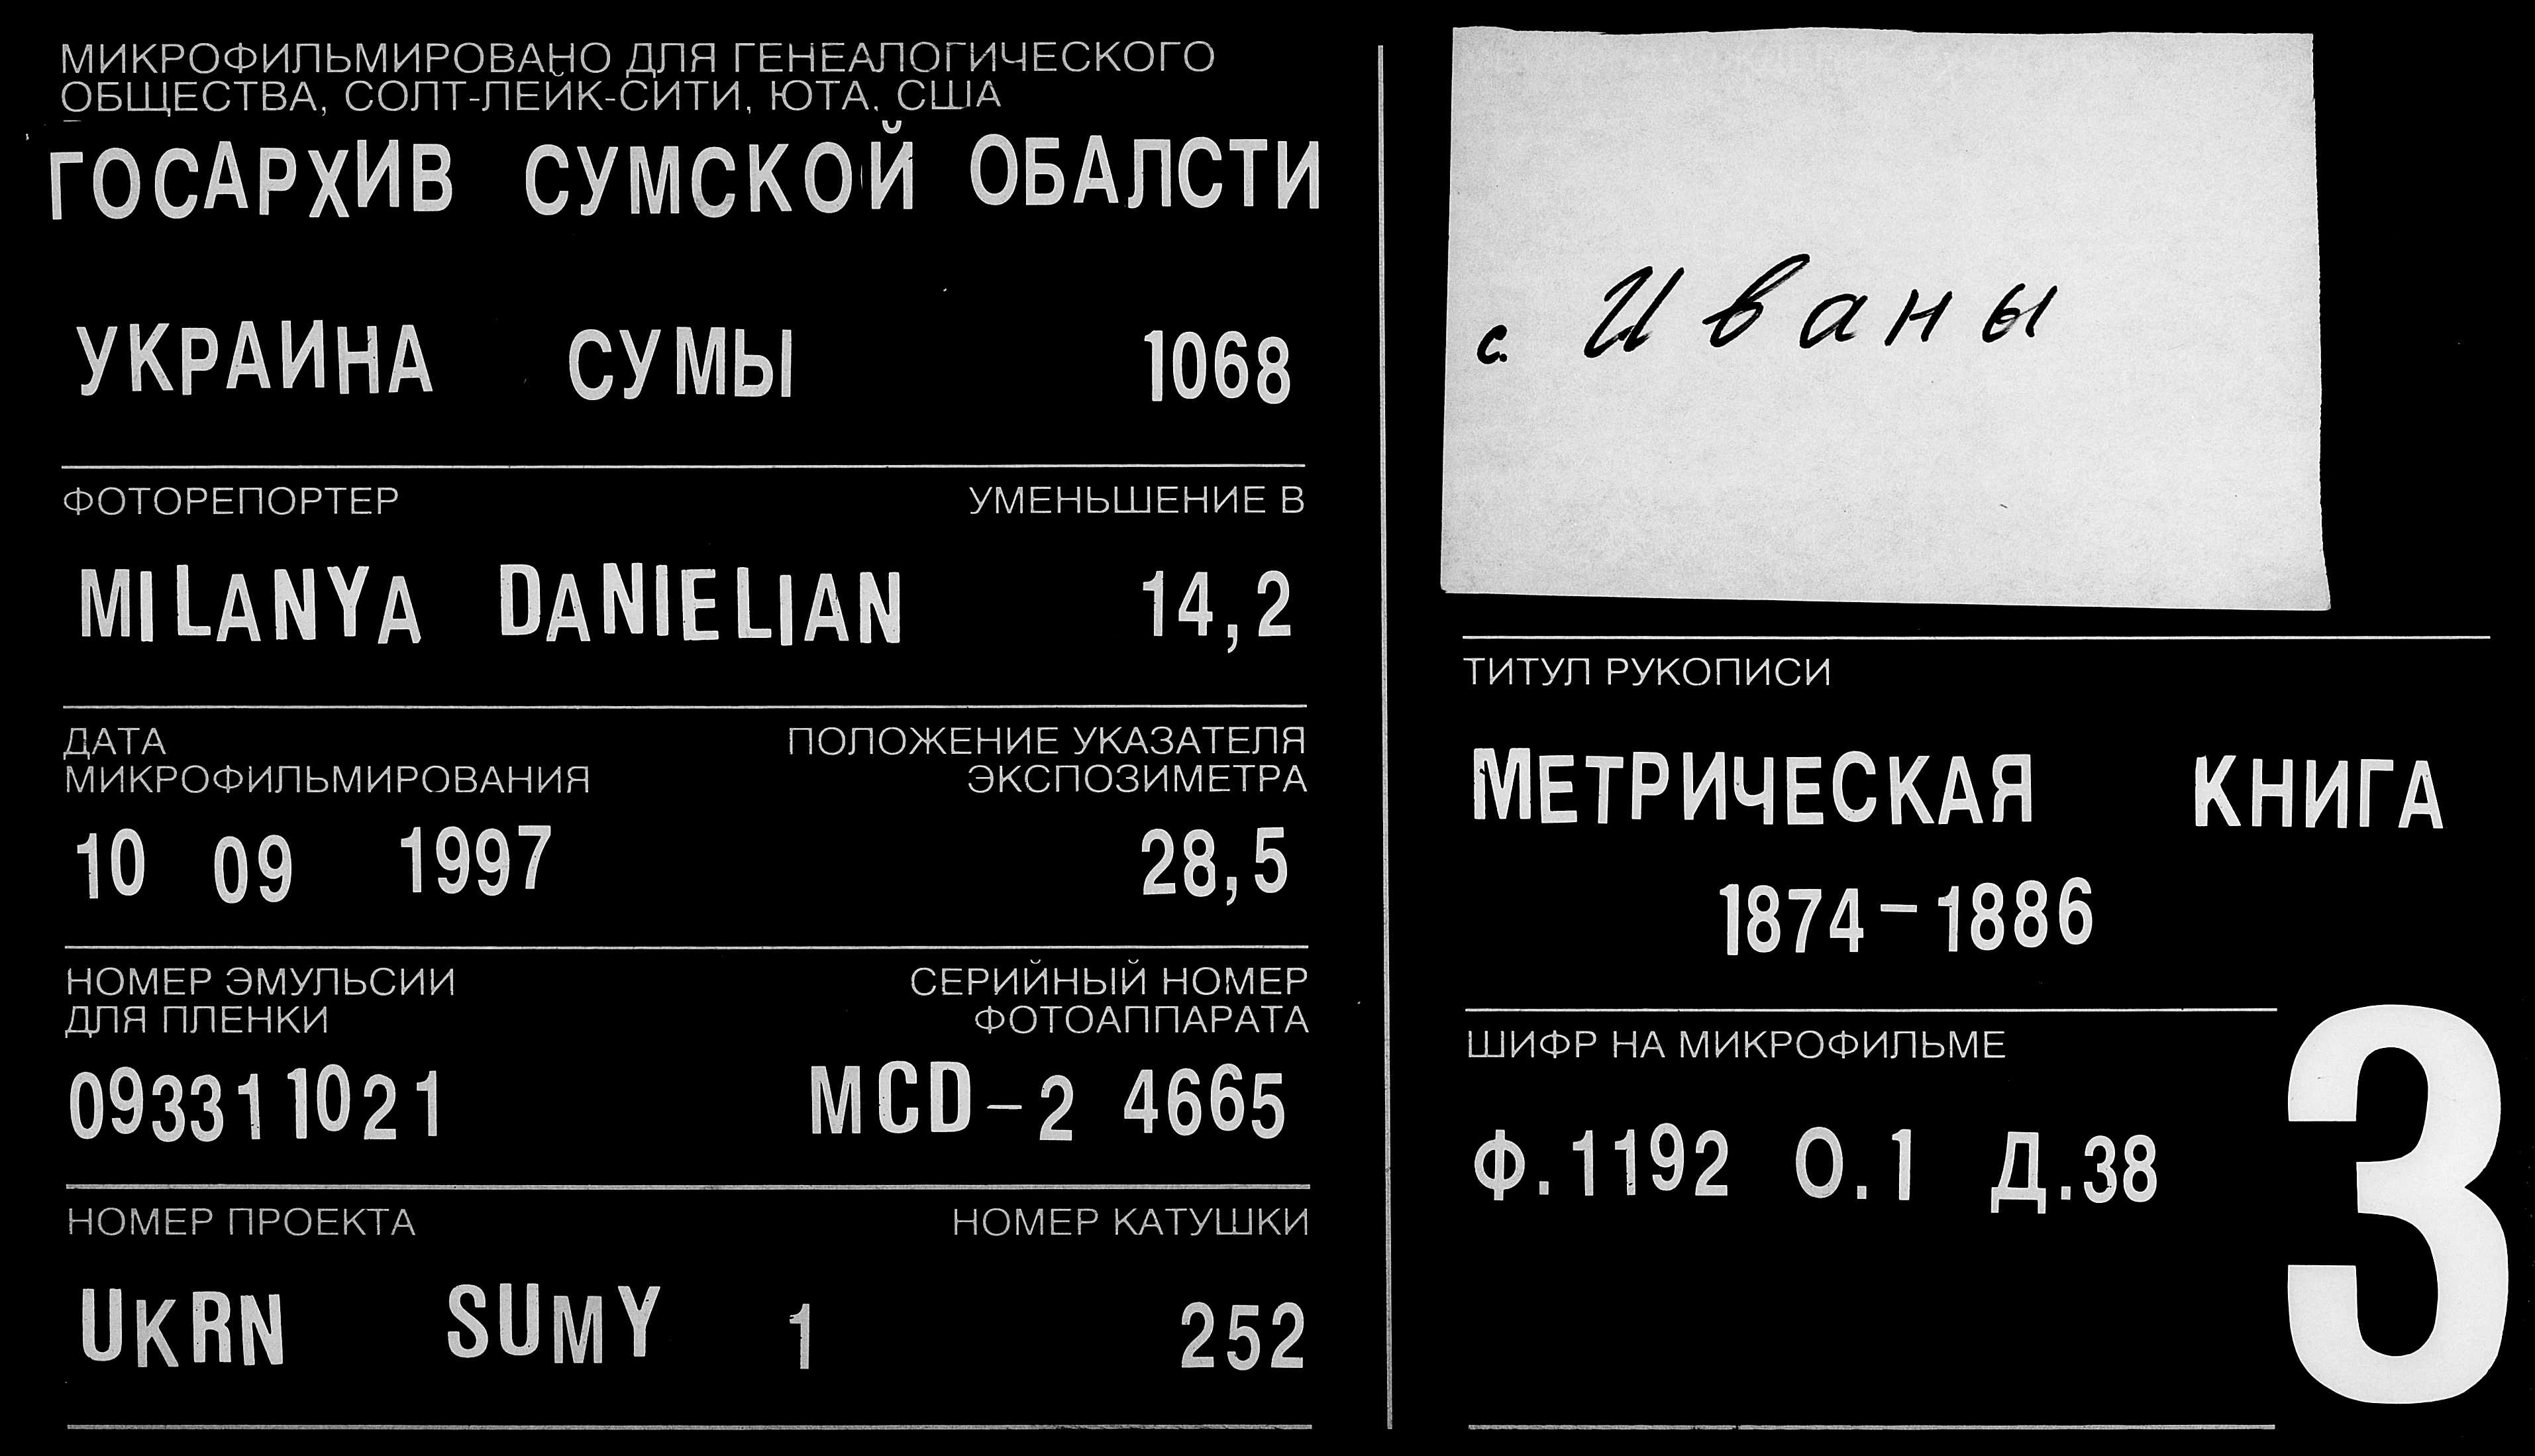 МИКРОФИЛЬМИРОВАНО ДЛЯ ГЕНЕАЛОГИЧЕСКОГО
ОБЩЕСТВА, СОЛТ-ЛЕЙК-СИТИ, ЮТА, США
ГОСАРХИВ СУМСКОЙ ОБАЛСТИ
УКРАИНА СУМЫ 1068
ФОТОРЕПОРТЕР УМЕНЬШЕНИЕ В
MILANYA DANIELIAN 14,2
ДАТА ПОЛОЖЕНИЕ УКАЗАТЕЛЯ
МИКРОФИЛЬМИРОВАНИЯ ЭКСПОЗИМЕТРА
10 09 1997 28,5
НОМЕР ЭМУЛЬСИИ СЕРИЙНЫЙ НОМЕР
ДЛЯ ПЛЕНКИ ФОТОАППАРАТА
093311021 MCD-2 4665
НОМЕР ПРОЕКТА НОМЕР КАТУШКИ
UKRN SUMY 1 252
с. Иваны
ТИТУЛ РУКОПИСИ
МЕТРИЧЕСКАЯ КНИГА
1874-1886
ШИФР НА МИКРОФИЛЬМЕ
Ф.1192 О.1 Д.38
3